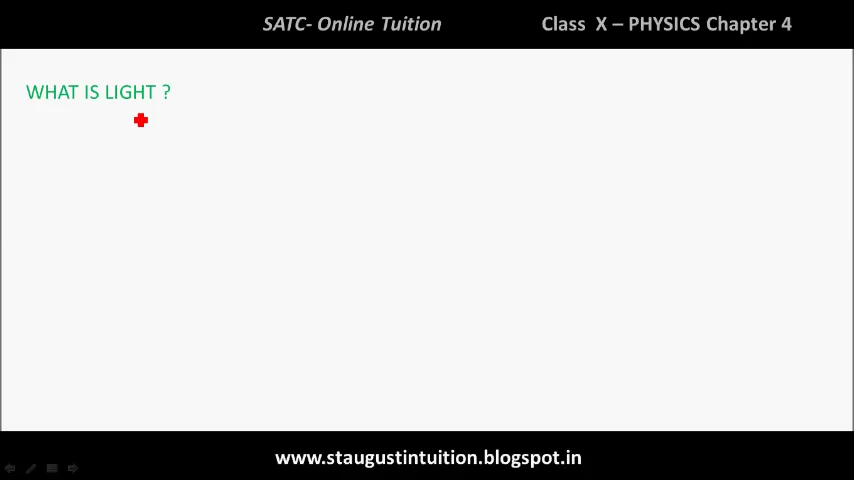 SATC- Online Tuition Class X – PHYSICS Chapter 4
WHAT IS LIGHT ?
www.staugustintuition.blogspot.in